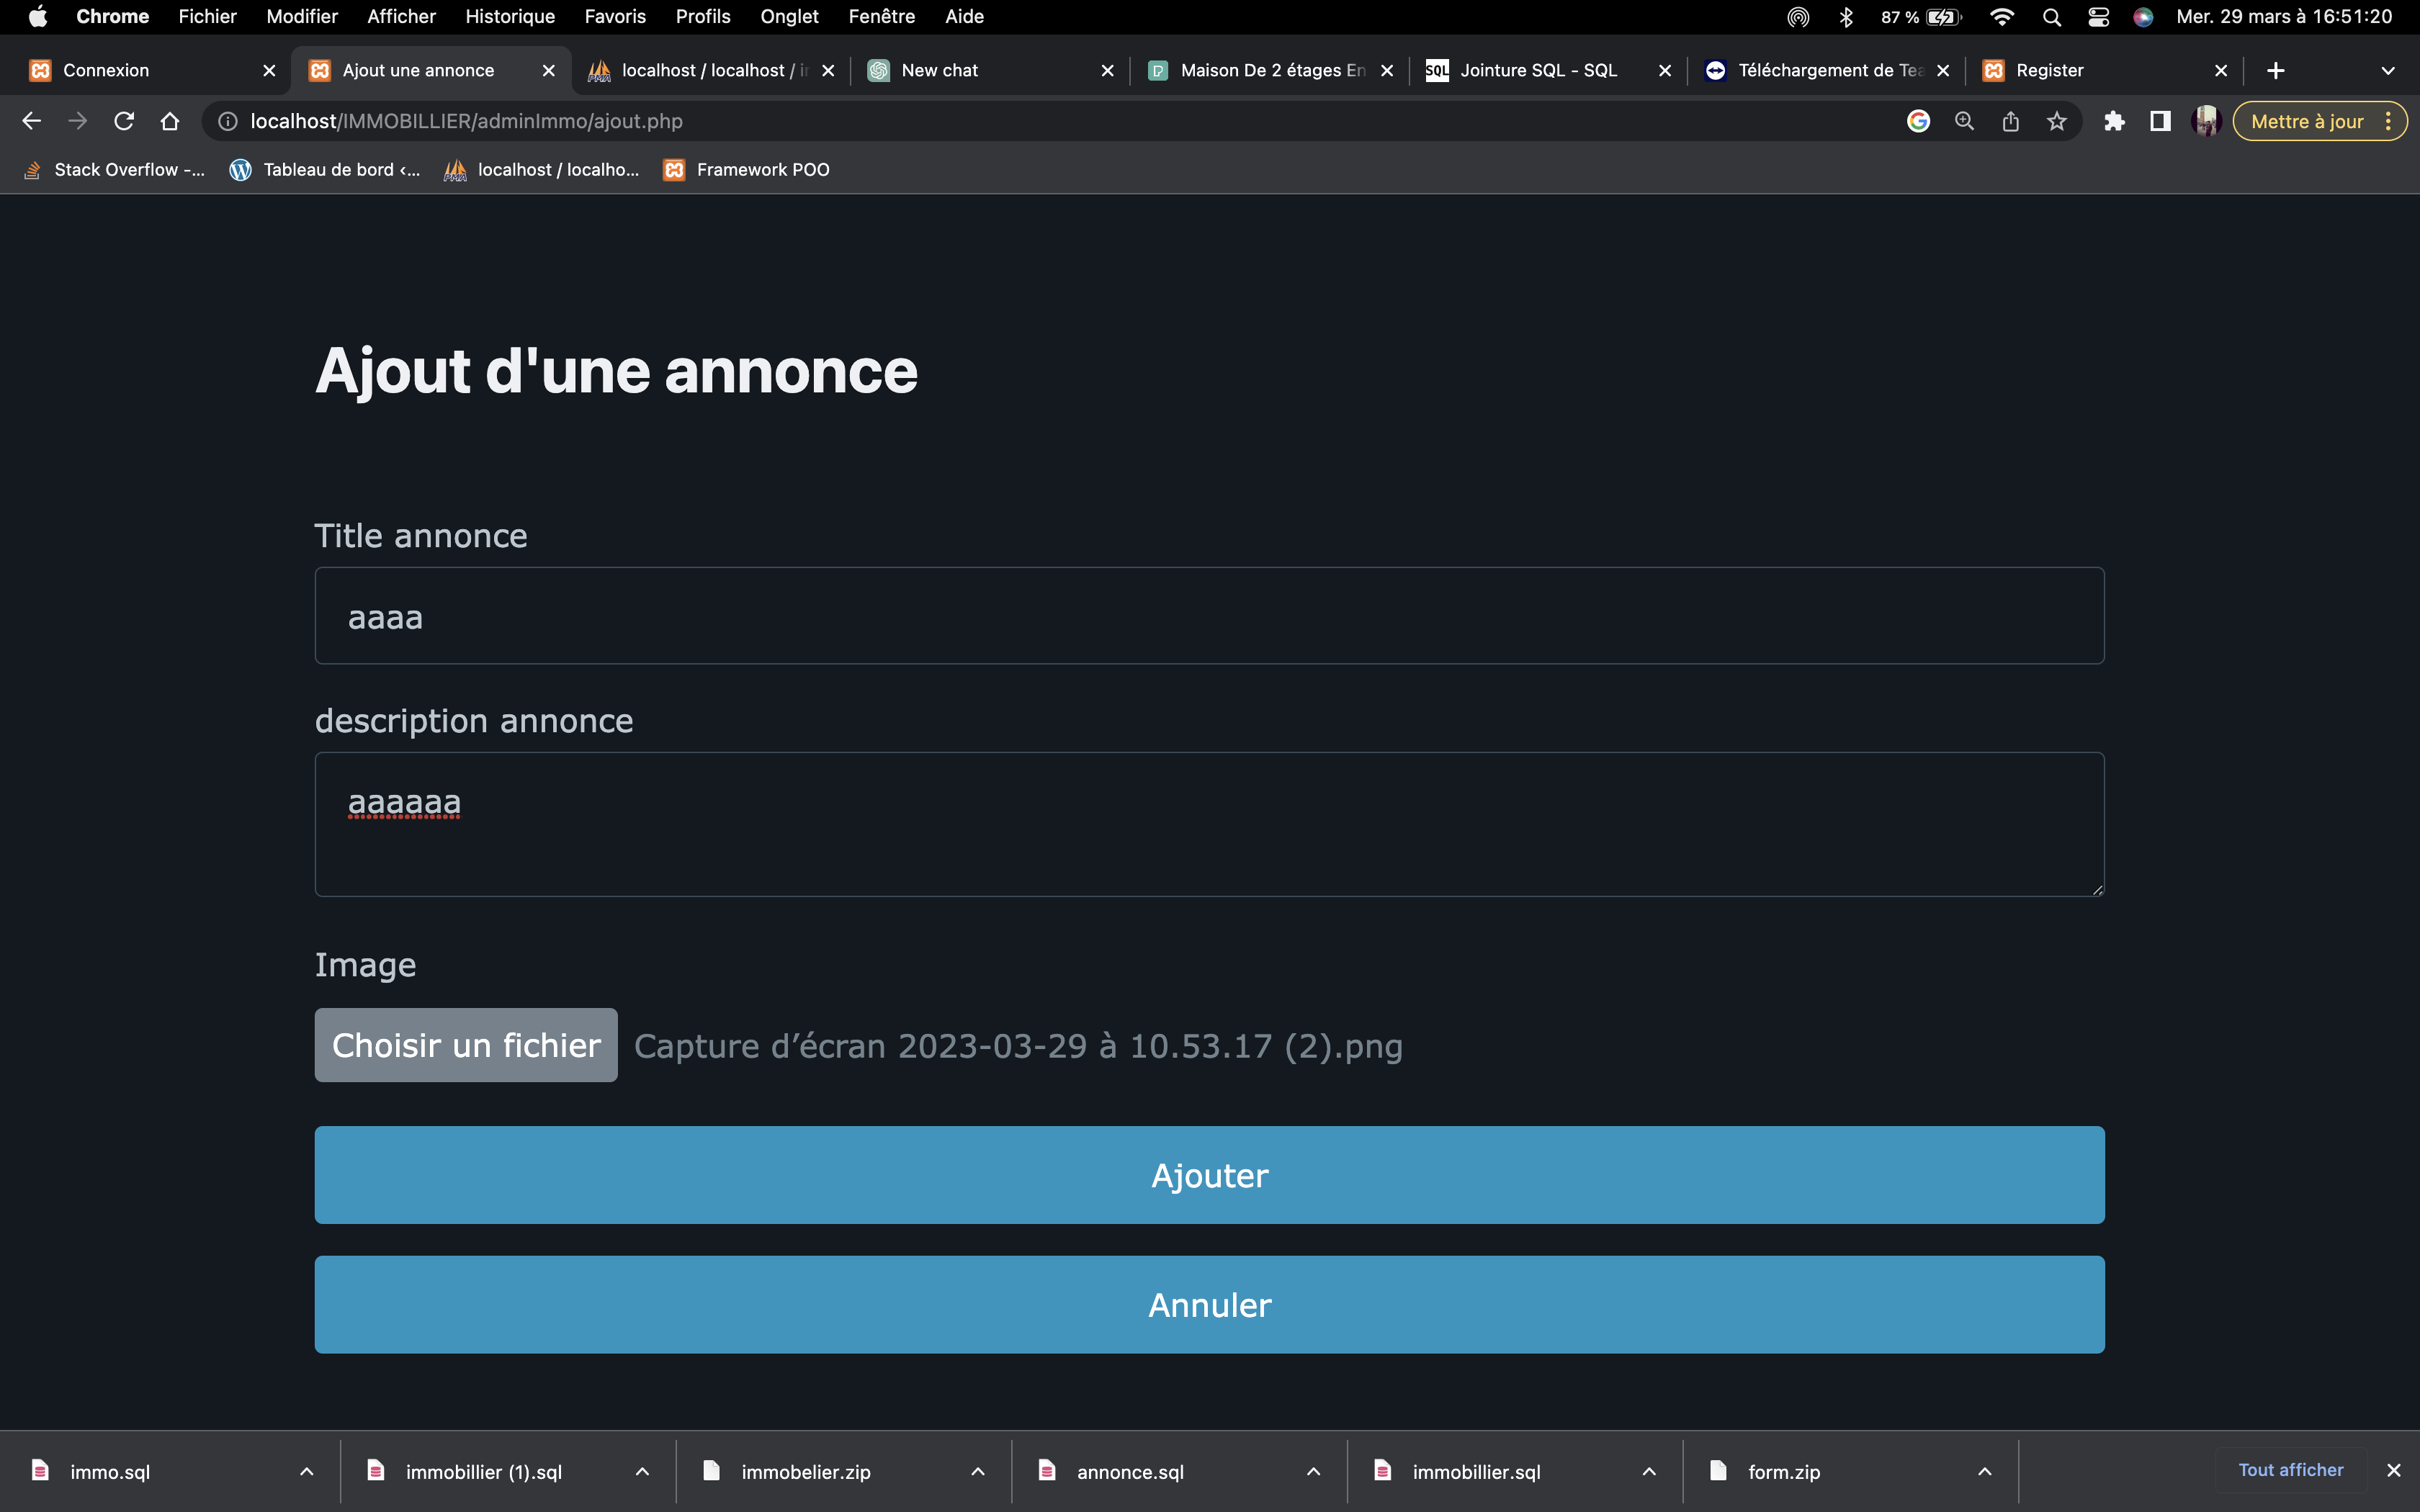 Chrome Fichier Modifier Afficher Historique Favoris Profils Onglet Fenêtre Aide 87 % Mer. 29 mars à 16:51:20
Connexion Ajout une annonce localhost / localhost / New chat Maison De 2 étages En SQL Jointure SQL - SQL Téléchargement de Tea Register
localhost/IMMOBILLIER/adminImmo/ajout.php Mettre à jour
Stack Overflow -... Tableau de bord <... PMA localhost / localho... Framework POO
Ajout d'une annonce
Title annonce
aaaa
description annonce
aaaaaa
Image
Choisir un fichier Capture d’écran 2023-03-29 à 10.53.17 (2).png
Ajouter
Annuler
immo.sql immobillier (1).sql immobelier.zip annonce.sql immobillier.sql form.zip Tout afficher